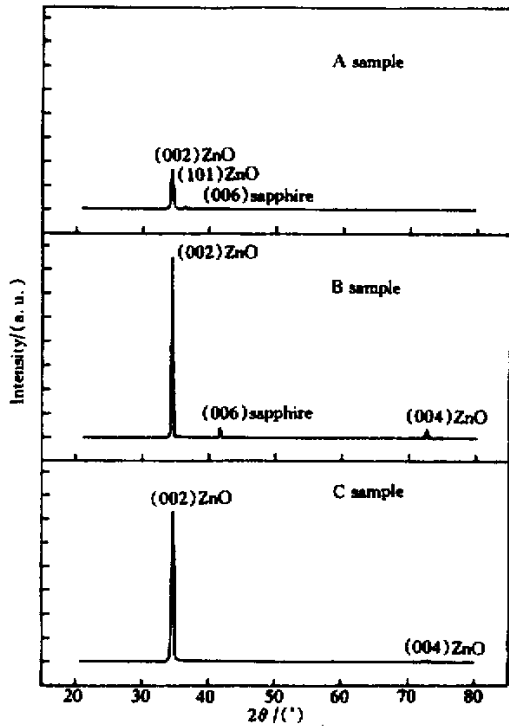 A sample
(002)ZnO
(101)ZnO
(006)sapphire
(002)ZnO
B sample
(006)sapphire
(004)ZnO
(002)ZnO
C sample
(004)ZnO
Intensity/(a. u.)
20 30 40 50 60 70 80
2θ/(°)